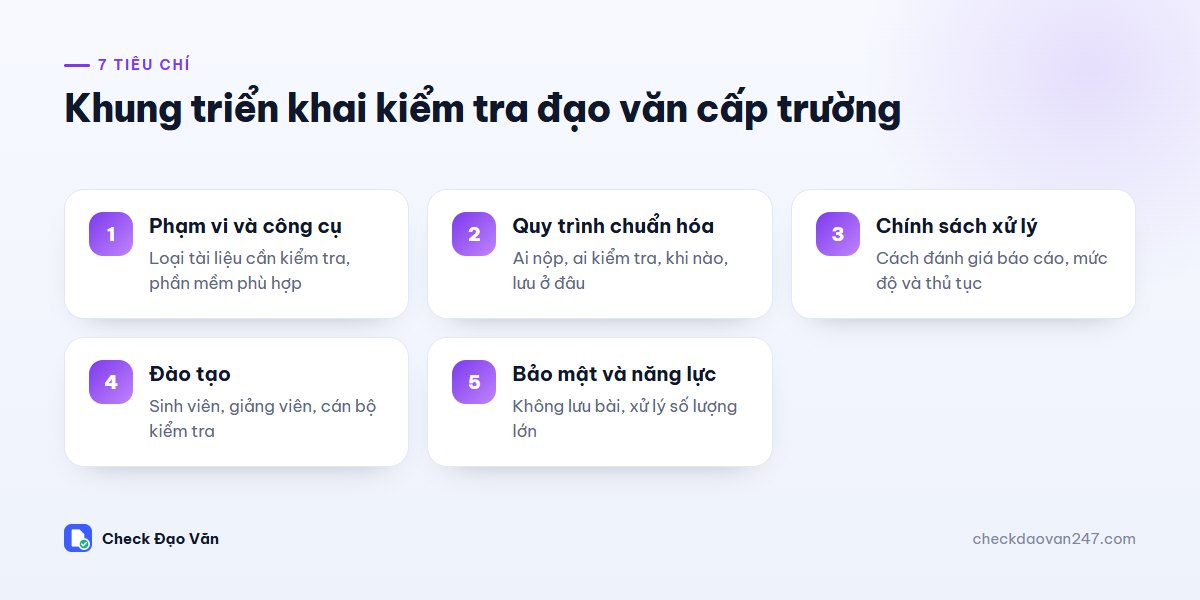 7 TIÊU CHÍ
Khung triển khai kiểm tra đạo văn cấp trường
1
Phạm vi và công cụ
Loại tài liệu cần kiểm tra,
phần mềm phù hợp
2
Quy trình chuẩn hóa
Ai nộp, ai kiểm tra, khi nào,
lưu ở đâu
3
Chính sách xử lý
Cách đánh giá báo cáo, mức
độ và thủ tục
4
Đào tạo
Sinh viên, giảng viên, cán bộ
kiểm tra
5
Bảo mật và năng lực
Không lưu bài, xử lý số lượng
lớn
Check Đạo Văn
checkdaovan247.com